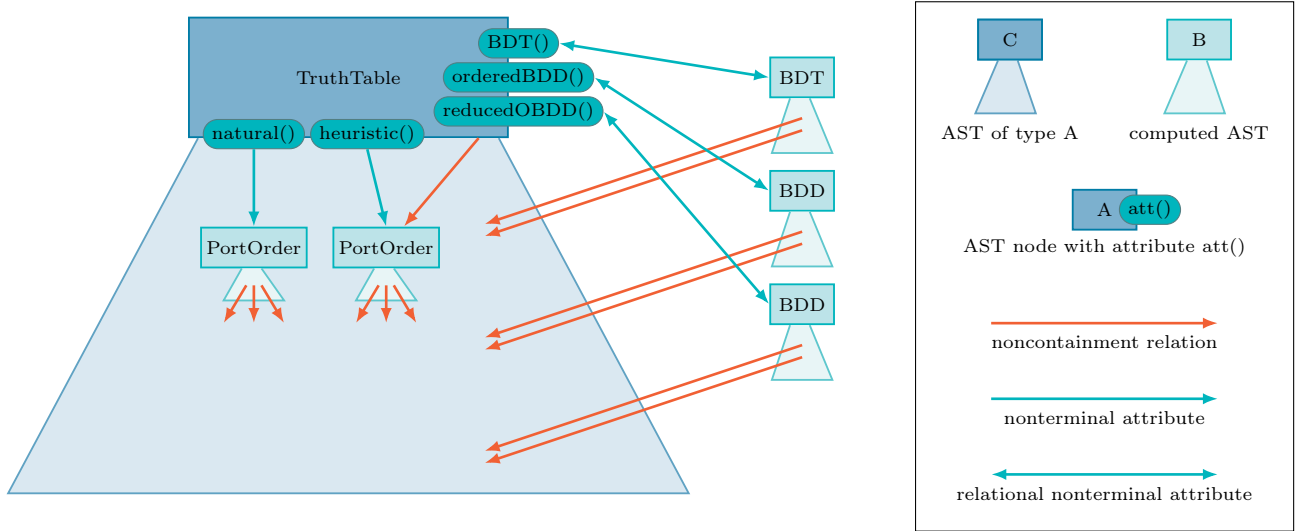 BDT()
TruthTable
orderedBDD()
reducedOBDD()
natural()
heuristic()
PortOrder
PortOrder
BDT
BDD
BDD
C
B
AST of type A
computed AST
A
att()
AST node with attribute att()
noncontainment relation
nonterminal attribute
relational nonterminal attribute